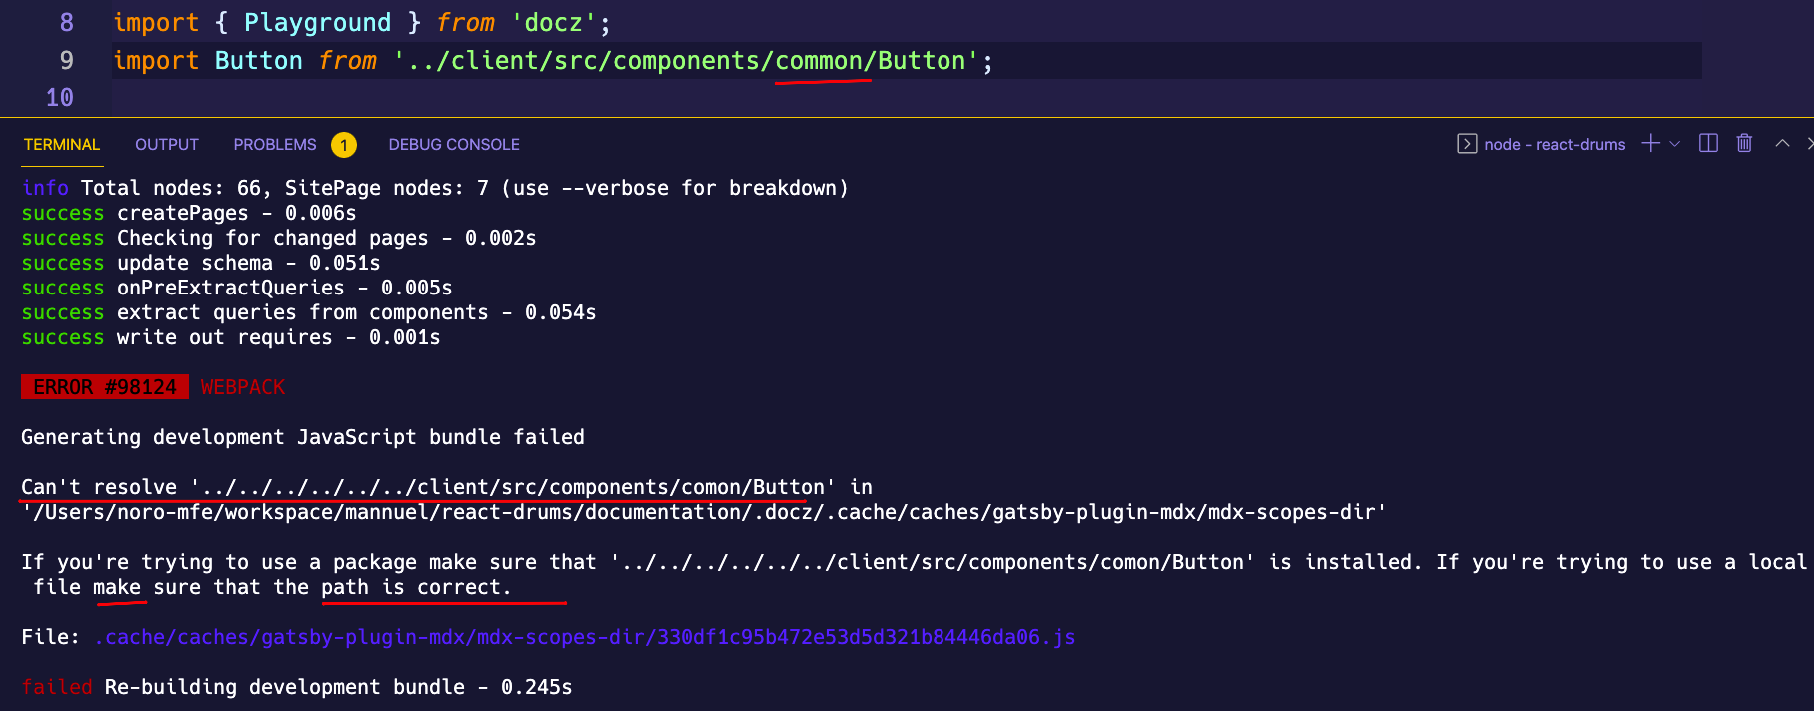 8 import { Playground } from 'docz';
9 import Button from '../client/src/components/common/Button';
10
TERMINAL OUTPUT PROBLEMS 1 DEBUG CONSOLE node - react-drums
info Total nodes: 66, SitePage nodes: 7 (use --verbose for breakdown)
success createPages - 0.006s
success Checking for changed pages - 0.002s
success update schema - 0.051s
success onPreExtractQueries - 0.005s
success extract queries from components - 0.054s
success write out requires - 0.001s
ERROR #98124 WEBPACK
Generating development JavaScript bundle failed
Can't resolve '../../../../../../client/src/components/comon/Button' in
'/Users/noro-mfe/workspace/mannuel/react-drums/documentation/.docz/.cache/caches/gatsby-plugin-mdx/mdx-scopes-dir'
If you're trying to use a package make sure that '../../../../../../client/src/components/comon/Button' is installed. If you're trying to use a local
file make sure that the path is correct.
File: .cache/caches/gatsby-plugin-mdx/mdx-scopes-dir/330df1c95b472e53d5d321b84446da06.js
failed Re-building development bundle - 0.245s